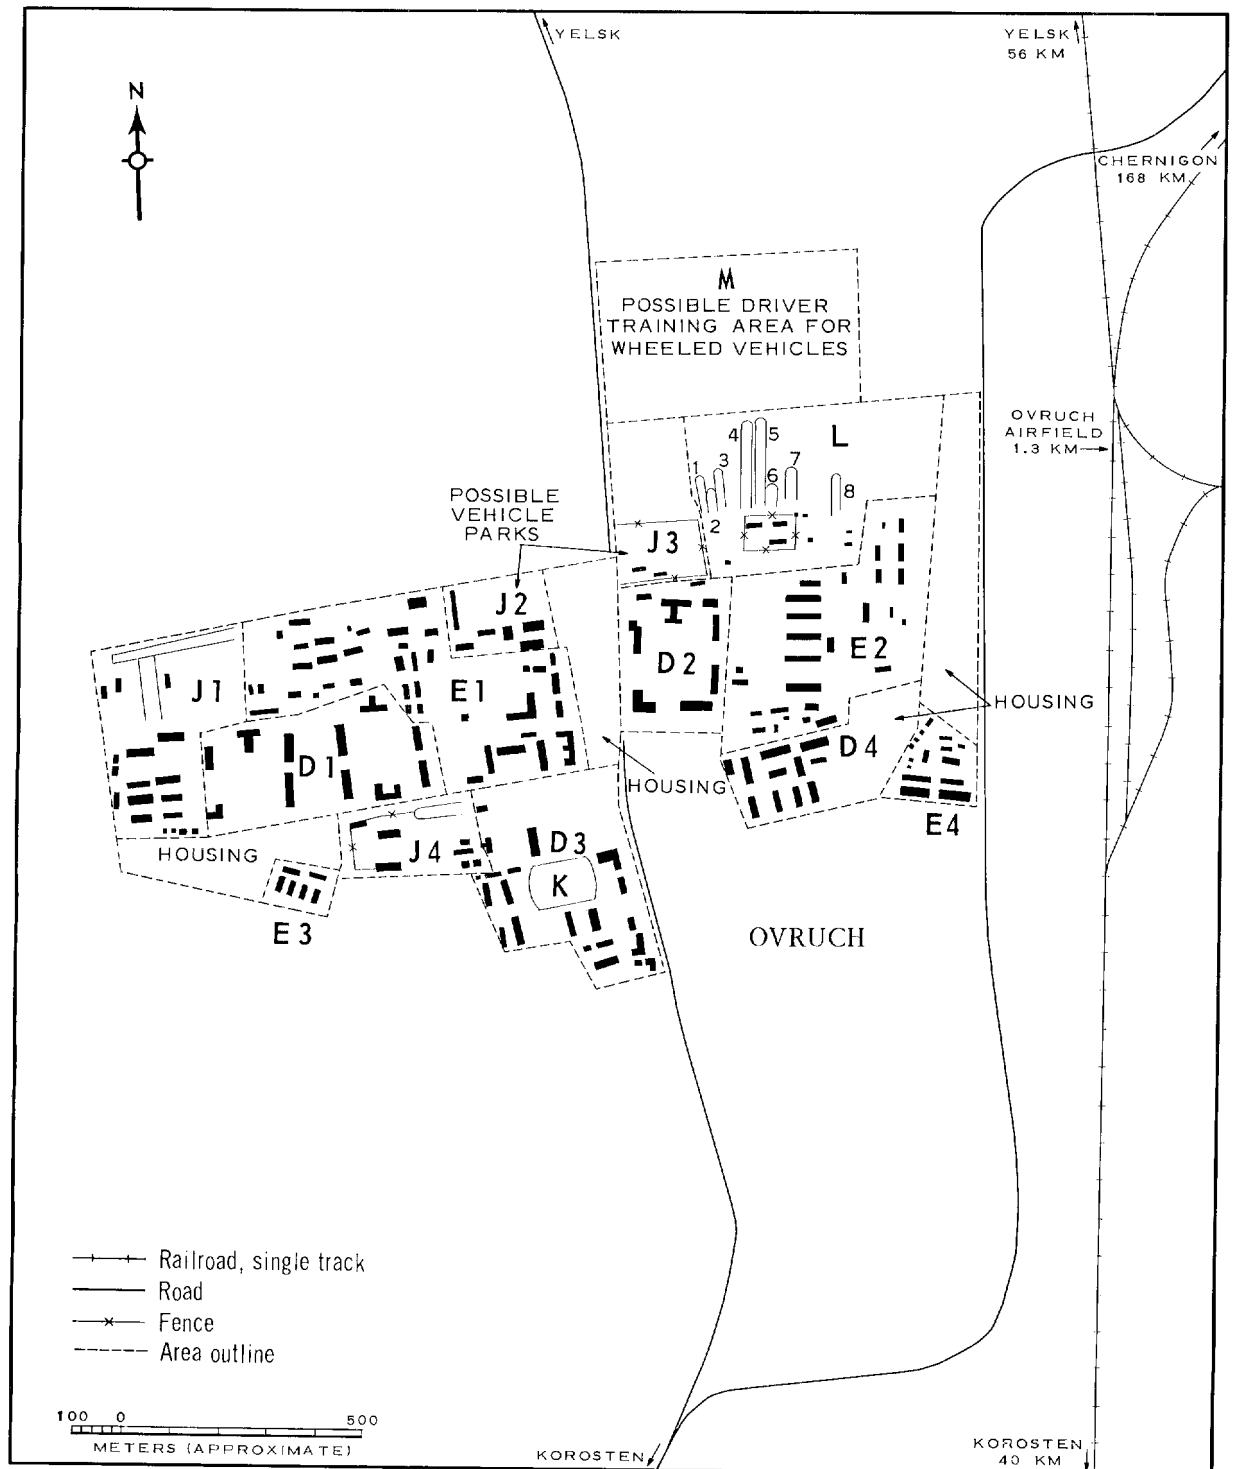 YELSK
YELSK
56 KM
N
CHERNIGON
168 KM.
M
POSSIBLE DRIVER
TRAINING AREA FOR
WHEELED VEHICLES
OVRUCH
AIRFIELD
1.3 KM
L
4
5
1
3
7
6
8
2
POSSIBLE
VEHICLE
PARKS
J3
J2
D2
E2
E1
J1
HOUSING
D1
D4
HOUSING
E4
HOUSING
J4
D3
K
E3
OVRUCH
Railroad, single track
Road
Fence
Area outline
100 0 500
METERS (APPROXIMATE)
KOROSTEN
KOROSTEN
40 KM